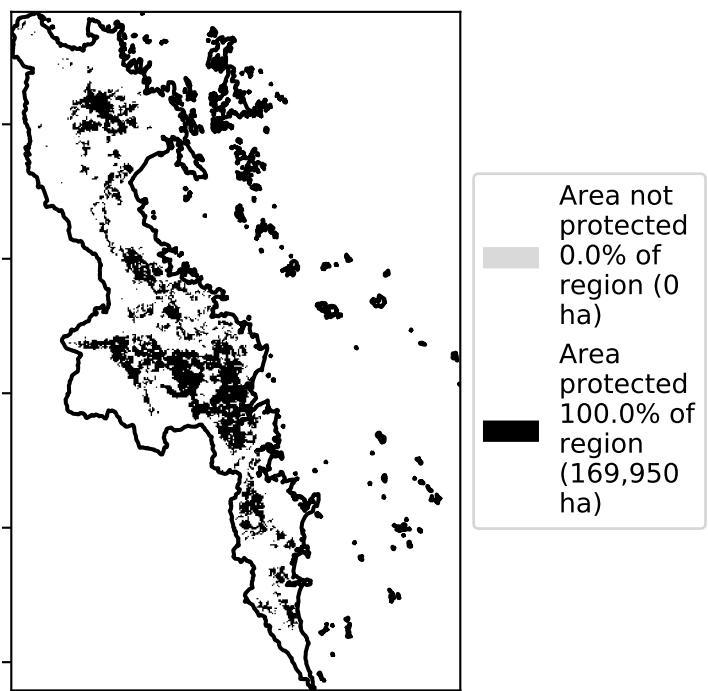 Area not
protected
0.0% of
region (0
ha)
Area
protected
100.0% of
region
(169,950
ha)